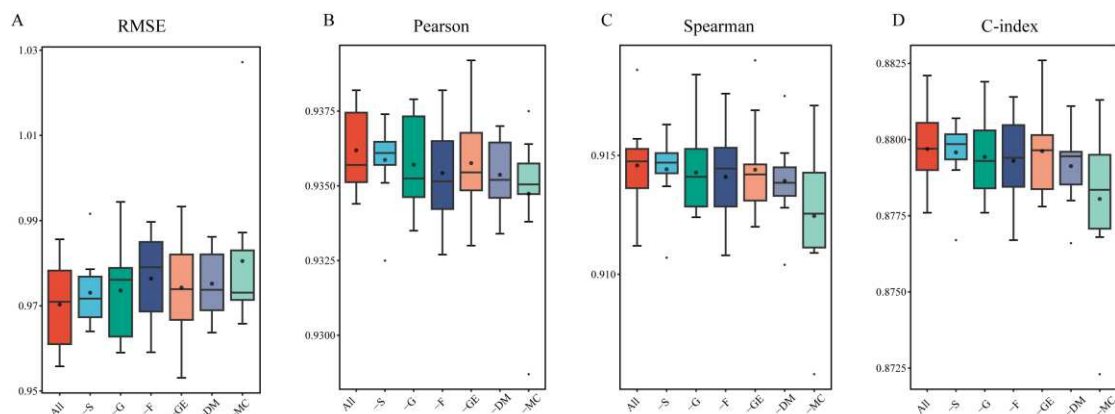 A RMSE
1.03
1.01
0.99
0.97
0.95
All –S –G –F –GE –DM –MC
B Pearson
0.9375
0.9350
0.9325
0.9300
All –S –G –F –GE –DM –MC
C Spearman
0.915
0.910
All –S –G –F –GE –DM –MC
D C-index
0.8825
0.8800
0.8775
0.8750
0.8725
All –S –G –F –GE –DM –MC